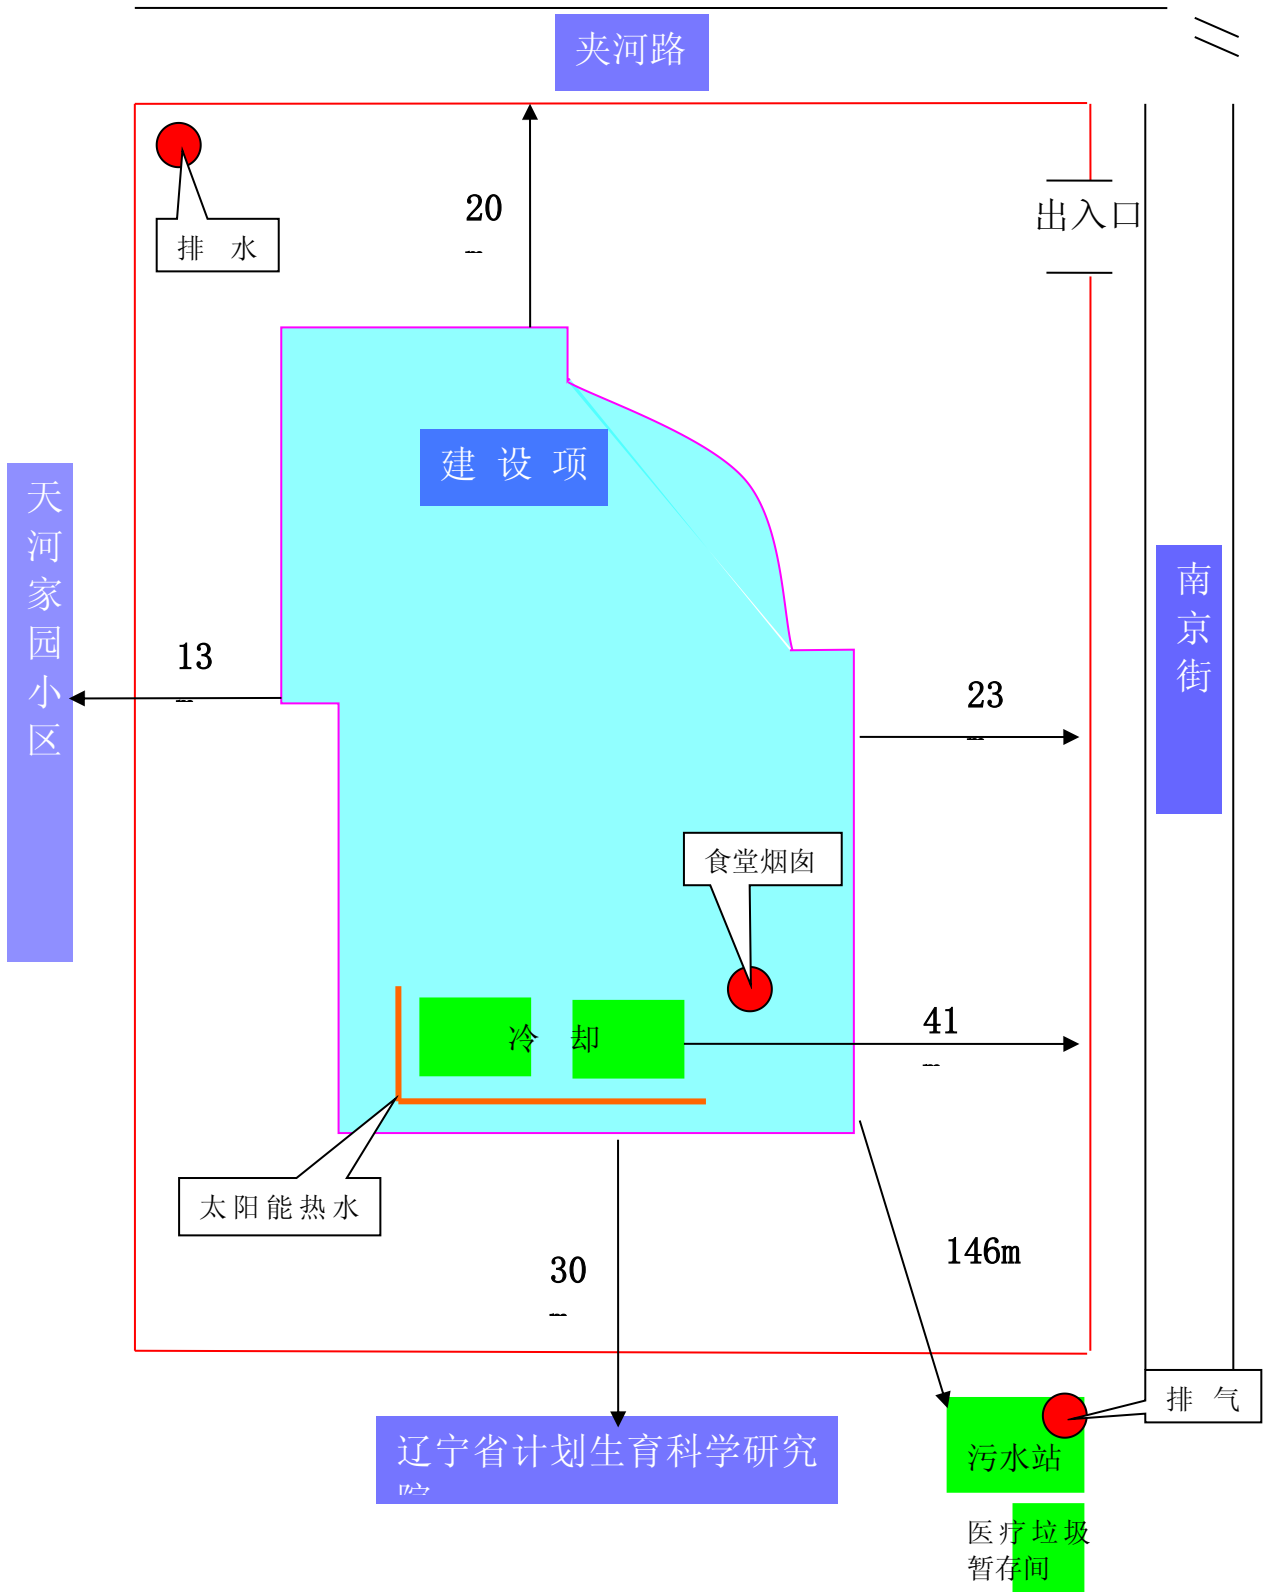 夹河路
20
m
出入口
排 水
建 设 项
天河家园小区
南京街
13
m
23
m
食堂烟囱
冷 却
41
m
太阳能热水
30
m
146m
排 气
辽宁省计划生育科学研究
院
污水站
医疗垃圾
暂存间